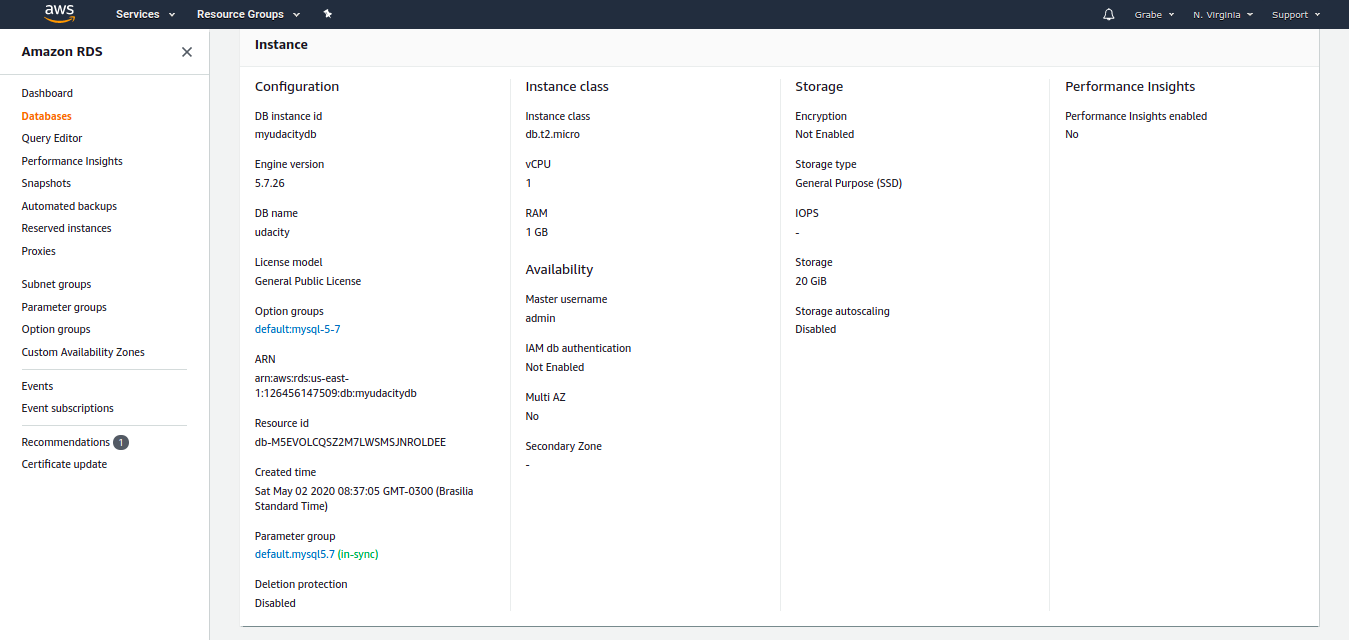 aws
Services
Resource Groups
Grabe
N. Virginia
Support
Amazon RDS
Dashboard
Databases
Query Editor
Performance Insights
Snapshots
Automated backups
Reserved instances
Proxies
Subnet groups
Parameter groups
Option groups
Custom Availability Zones
Events
Event subscriptions
Recommendations 1
Certificate update
Instance
Configuration
DB instance id
myudacitydb
Engine version
5.7.26
DB name
udacity
License model
General Public License
Option groups
default:mysql-5-7
ARN
arn:aws:rds:us-east-
1:126456147509:db:myudacitydb
Resource id
db-M5EVOLCQSZ2M7LWSMSJNROLDEE
Created time
Sat May 02 2020 08:37:05 GMT-0300 (Brasilia
Standard Time)
Parameter group
default.mysql5.7 (in-sync)
Deletion protection
Disabled
Instance class
Instance class
db.t2.micro
vCPU
1
RAM
1 GB
Availability
Master username
admin
IAM db authentication
Not Enabled
Multi AZ
No
Secondary Zone
-
Storage
Encryption
Not Enabled
Storage type
General Purpose (SSD)
IOPS
-
Storage
20 GiB
Storage autoscaling
Disabled
Performance Insights
Performance Insights enabled
No